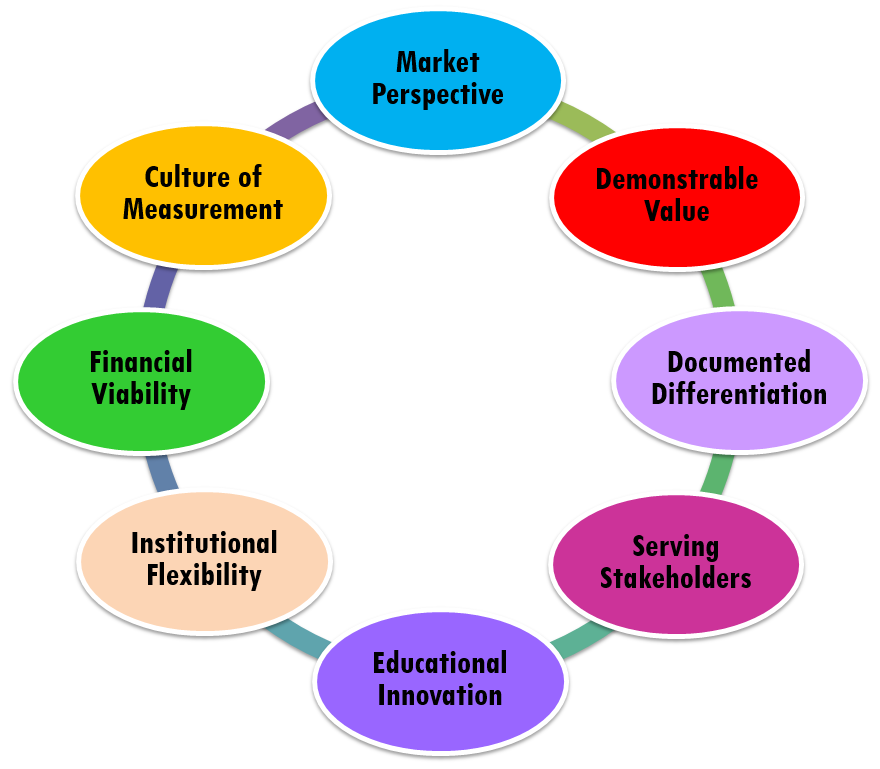 Market
Perspective
Demonstrable
Value
Documented
Differentiation
Serving
Stakeholders
Educational
Innovation
Institutional
Flexibility
Financial
Viability
Culture of
Measurement